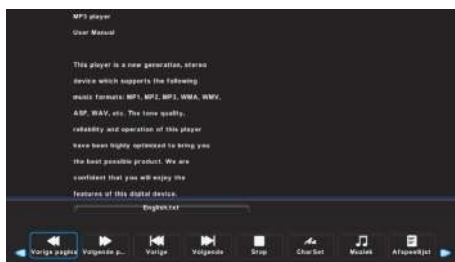 MP3 player
User Manual
This player is a new generation, stereo
device which supports the following
music formats: MP1, MP2, MP3, WMA, WMV,
ASF, WAV, etc. The tone quality,
reliability and operation of this player
have been highly optimized to bring you
the best possible product. We are
confident that you will enjoy the
features of this digital device.
English.txt
Vorige pagina Volgende p... Vorige Volgende Stop CharSet Muziek Afspeellijst